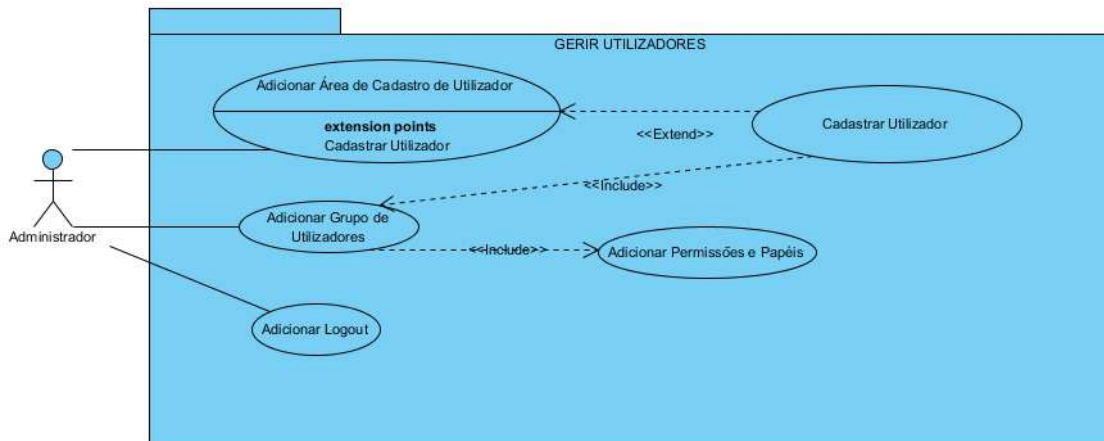 GERIR UTILIZADORES
Adicionar Área de Cadastro de Utilizador
extension points
Cadastrar Utilizador
<<Extend>>
Cadastrar Utilizador
<<Include>>
Administrador
Adicionar Grupo de
Utilizadores
<<Include>>
Adicionar Permissões e Papéis
Adicionar Logout